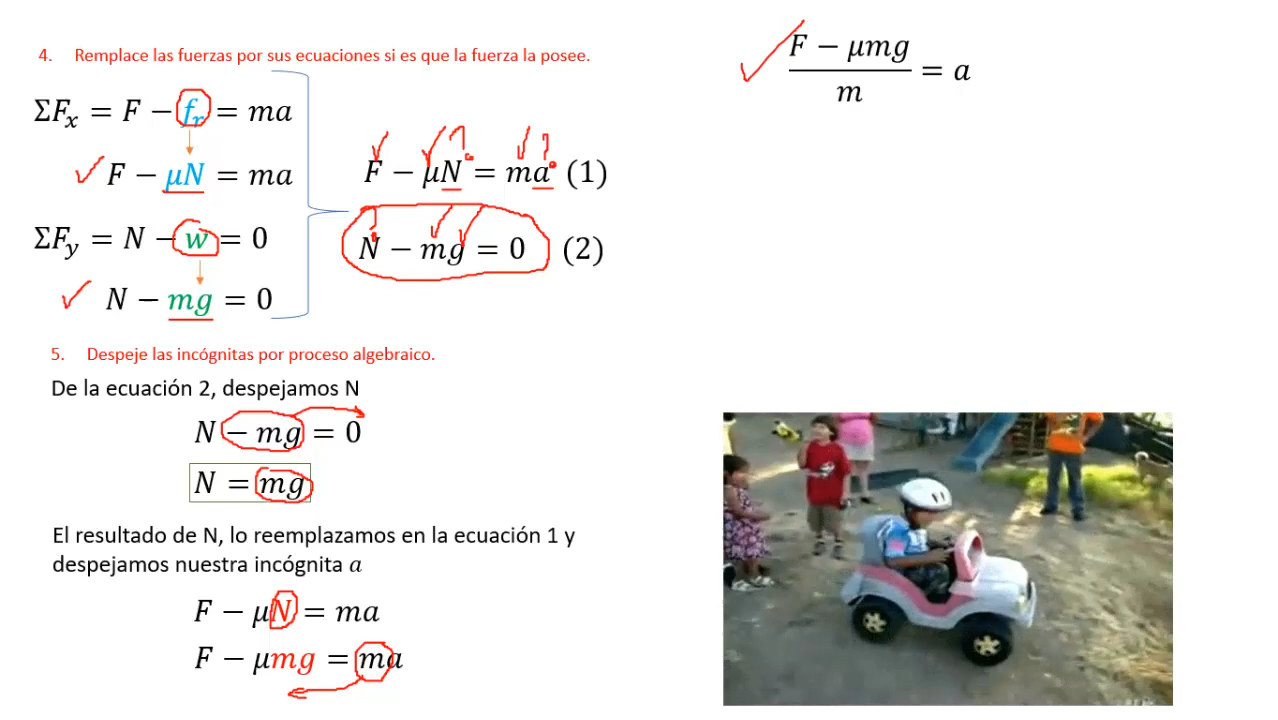 4. Remplace las fuerzas por sus ecuaciones si es que la fuerza la posee.
ΣFₓ = F − fᵣ = ma
F − μN = ma
ΣFᵧ = N − w = 0
N − mg = 0
F − μN = ma (1)
N − mg = 0 (2)
5. Despeje las incógnitas por proceso algebraico.
De la ecuación 2, despejamos N
N − mg = 0
N = mg
El resultado de N, lo reemplazamos en la ecuación 1 y
despejamos nuestra incógnita a
F − μN = ma
F − μmg = ma
F − μmg
m
= a